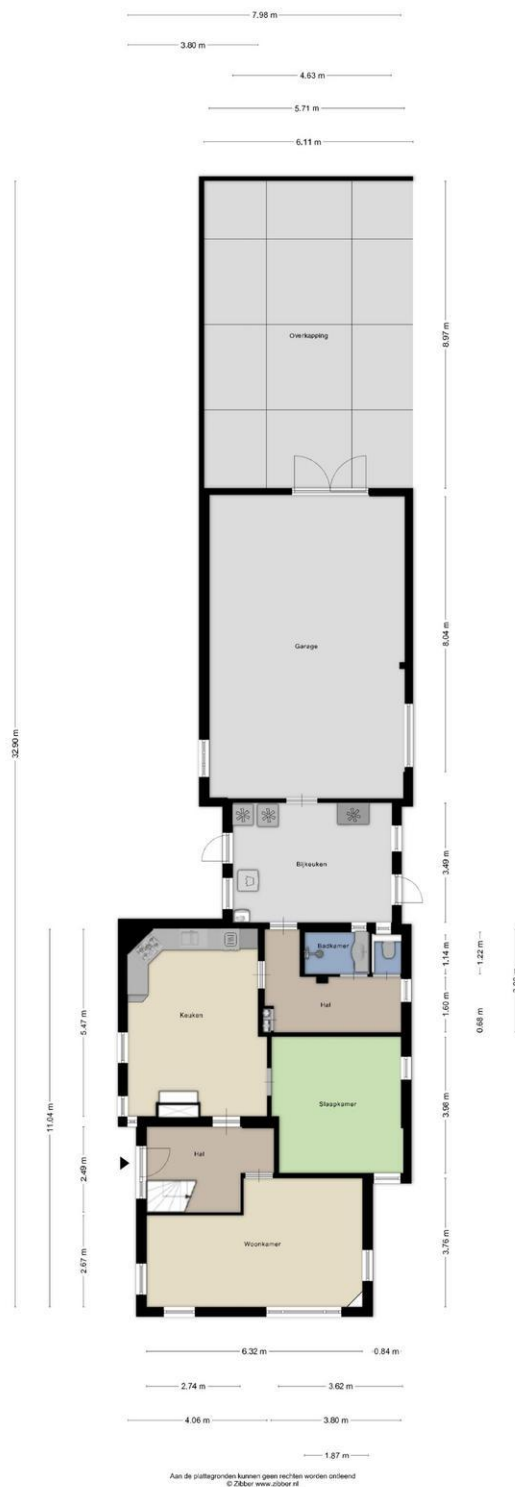 7.98 m
3.80 m
4.63 m
5.71 m
6.11 m
Overkapping
8.97 m
32.90 m
Garage
8.04 m
Bijkeuken
3.49 m
Badkamer
1.14 m
1.22 m
Keuken
Hal
1.60 m
0.68 m
5.47 m
11.04 m
Slaapkamer
3.98 m
Hal
2.49 m
Woonkamer
2.67 m
3.76 m
6.32 m
0.84 m
2.74 m
3.62 m
4.06 m
3.80 m
1.87 m
Aan de plattegronden kunnen geen rechten worden ontleend
© Zibber www.zibber.nl